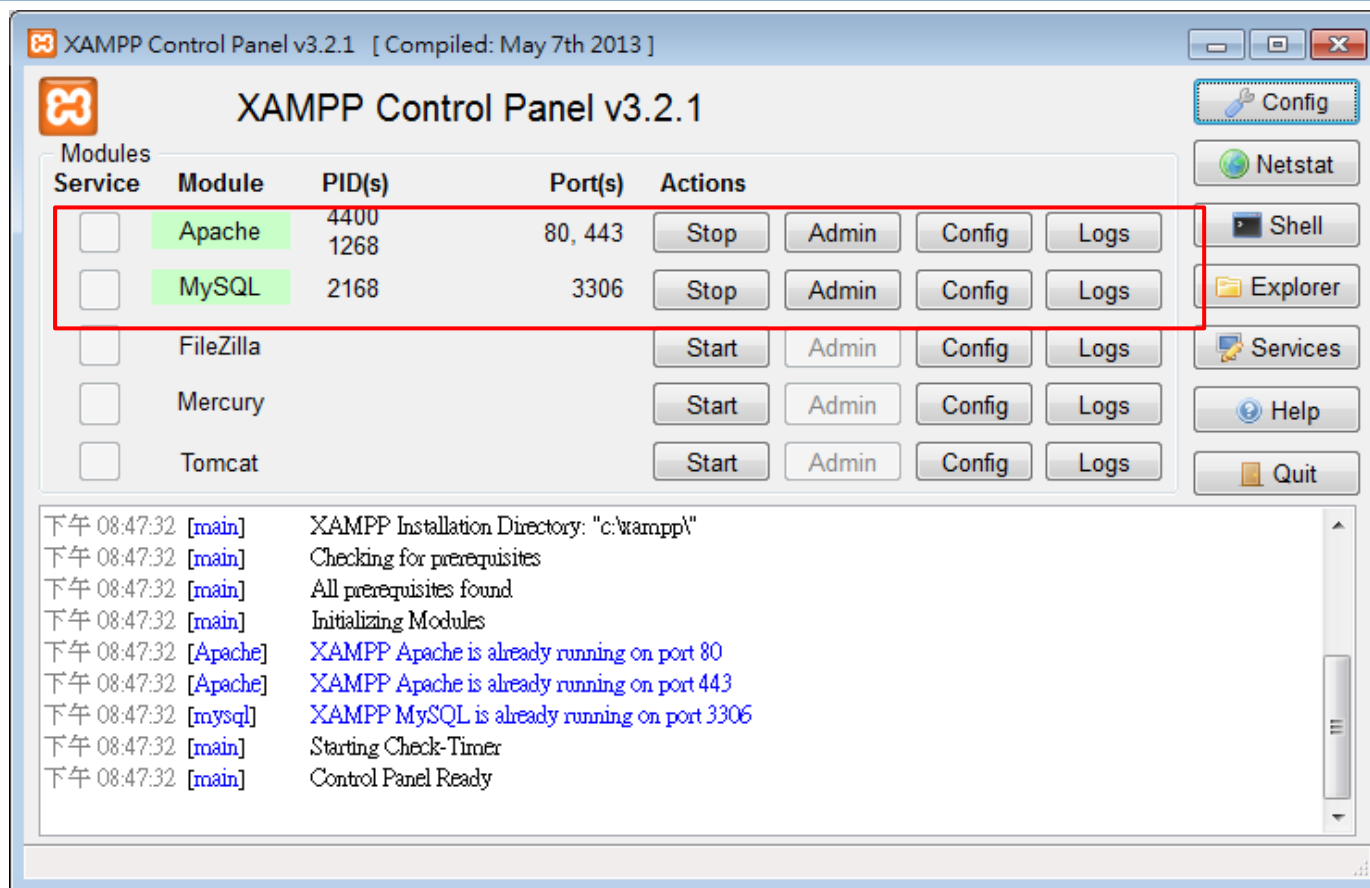 XAMPP Control Panel v3.2.1 [ Compiled: May 7th 2013 ]
XAMPP Control Panel v3.2.1
Config
Modules
Netstat
Service Module PID(s) Port(s) Actions
Apache 4400 1268 80, 443 Stop Admin Config Logs
Shell
MySQL 2168 3306 Stop Admin Config Logs
Explorer
FileZilla Start Admin Config Logs
Services
Mercury Start Admin Config Logs
Help
Tomcat Start Admin Config Logs
Quit
下午 08:47:32 [main] XAMPP Installation Directory: "c:\xampp\"
下午 08:47:32 [main] Checking for prerequisites
下午 08:47:32 [main] All prerequisites found
下午 08:47:32 [main] Initializing Modules
下午 08:47:32 [Apache] XAMPP Apache is already running on port 80
下午 08:47:32 [Apache] XAMPP Apache is already running on port 443
下午 08:47:32 [mysql] XAMPP MySQL is already running on port 3306
下午 08:47:32 [main] Starting Check-Timer
下午 08:47:32 [main] Control Panel Ready